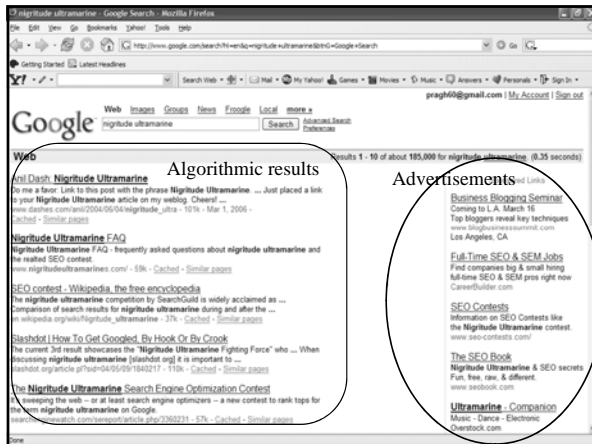 nigritude ultramarine - Google Search - Mozilla Firefox
File Edit View Go Bookmarks Yahoo! Tools Help
http://www.google.com/search?hl=en&q=nigritude+ultramarine&btnG=Google+Search Go
Getting Started Latest Headlines
Y! Search Web Mail My Yahoo! Games Movies Music Answers Personals Sign In
pragh60@gmail.com | My Account | Sign out
Web Images Groups News Froogle Local more »
Google nigritude ultramarine Search Advanced Search
Preferences
Web Results 1 - 10 of about 185,000 for nigritude ultramarine. (0.35 seconds)
Algorithmic results
Anil Dash: Nigritude Ultramarine
Do me a favor: Link to this post with the phrase Nigritude Ultramarine. ... Just placed a link
to your Nigritude Ultramarine article on my weblog. Cheers! ...
www.dashes.com/anil/2004/06/04/nigritude_ultra - 101k - Mar 1, 2006 -
Cached - Similar pages
Nigritude Ultramarine FAQ
Nigritude Ultramarine FAQ - frequently asked questions about nigritude ultramarine and
the realted SEO contest.
www.nigritudeultramarines.com/ - 59k - Cached - Similar pages
SEO contest - Wikipedia, the free encyclopedia
The nigritude ultramarine competition by SearchGuild is widely acclaimed as ...
Comparison of search results for nigritude ultramarine during and after the ...
en.wikipedia.org/wiki/Nigritude_ultramarine - 37k - Cached - Similar pages
Slashdot | How To Get Googled, By Hook Or By Crook
The current 3rd result showcases the "Nigritude Ultramarine Fighting Force" who ... When
discussing nigritude ultramarine [slashdot.org] it is important to ...
slashdot.org/article.pl?sid=04/05/09/1840217 - 110k - Cached - Similar pages
The Nigritude Ultramarine Search Engine Optimization Contest
It's sweeping the web -- or at least search engine optimizers -- a new contest to rank tops for
the term nigritude ultramarine on Google.
searchenginewatch.com/sereport/article.php/3360231 - 57k - Cached - Similar pages
Advertisements
Links
Business Blogging Seminar
Coming to L.A. March 16
Top bloggers reveal key techniques
www.blogbusinesssummit.com
Los Angeles, CA
Full-Time SEO & SEM Jobs
Find companies big & small hiring
full-time SEO & SEM pros right now
CareerBuilder.com
SEO Contests
Information on SEO Contests like
the Nigritude Ultramarine contest.
www.seo-contests.com/
The SEO Book
Nigritude Ultramarine & SEO secrets
Fun, free, raw, & different.
www.seobook.com
Ultramarine - Companion
Music - Dance - Electronic
Overstock.com
Done